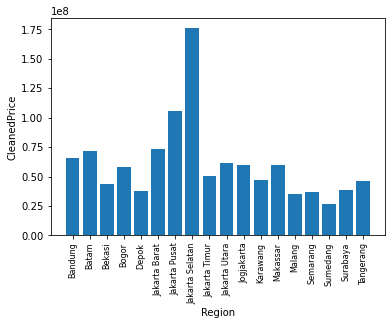 1e8
1.75
1.50
1.25
1.00
0.75
0.50
0.25
0.00
CleanedPrice
Bandung
Batam
Bekasi
Bogor
Depok
Jakarta Barat
Jakarta Pusat
Jakarta Selatan
Jakarta Timur
Jakarta Utara
Jogjakarta
Karawang
Makassar
Malang
Semarang
Sumedang
Surabaya
Tangerang
Region